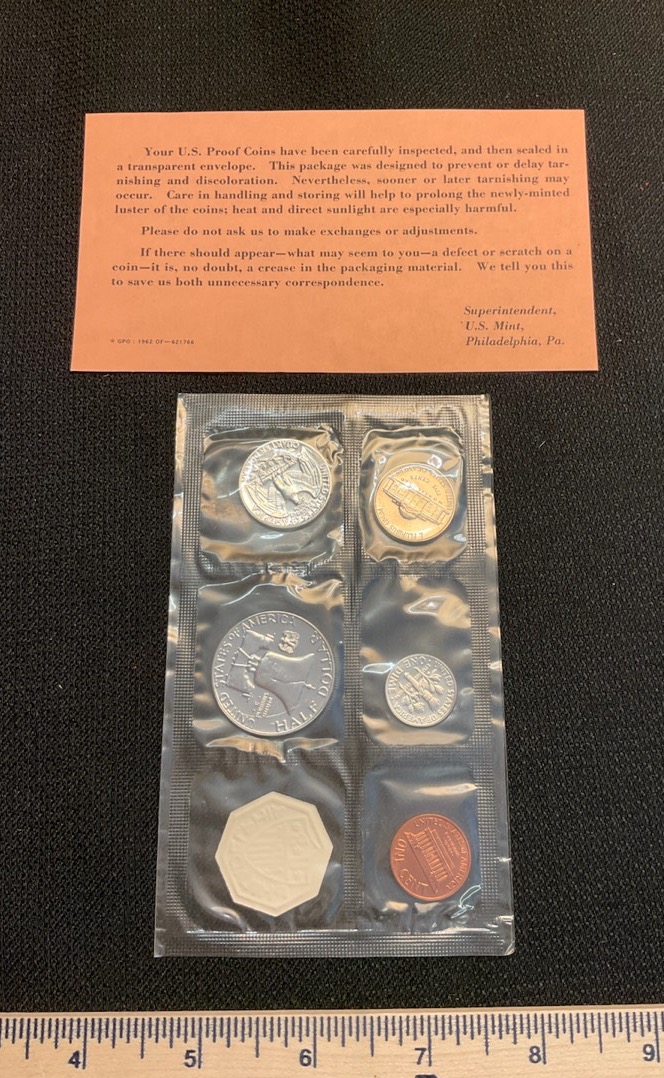 Your U.S. Proof Coins have been carefully inspected, and then sealed in
a transparent envelope. This package was designed to prevent or delay tar-
nishing and discoloration. Nevertheless, sooner or later tarnishing may
occur. Care in handling and storing will help to prolong the newly-minted
luster of the coins; heat and direct sunlight are especially harmful.
Please do not ask us to make exchanges or adjustments.
If there should appear—what may seem to you—a defect or scratch on a
coin—it is, no doubt, a crease in the packaging material. We tell you this
to save us both unnecessary correspondence.
Superintendent,
U.S. Mint,
Philadelphia, Pa.
☆ GPO : 1962 OF—621766
UNITED STATES OF AMERICA
HALF DOLLAR
ONE DIME
CENT
4 5 6 7 8 9